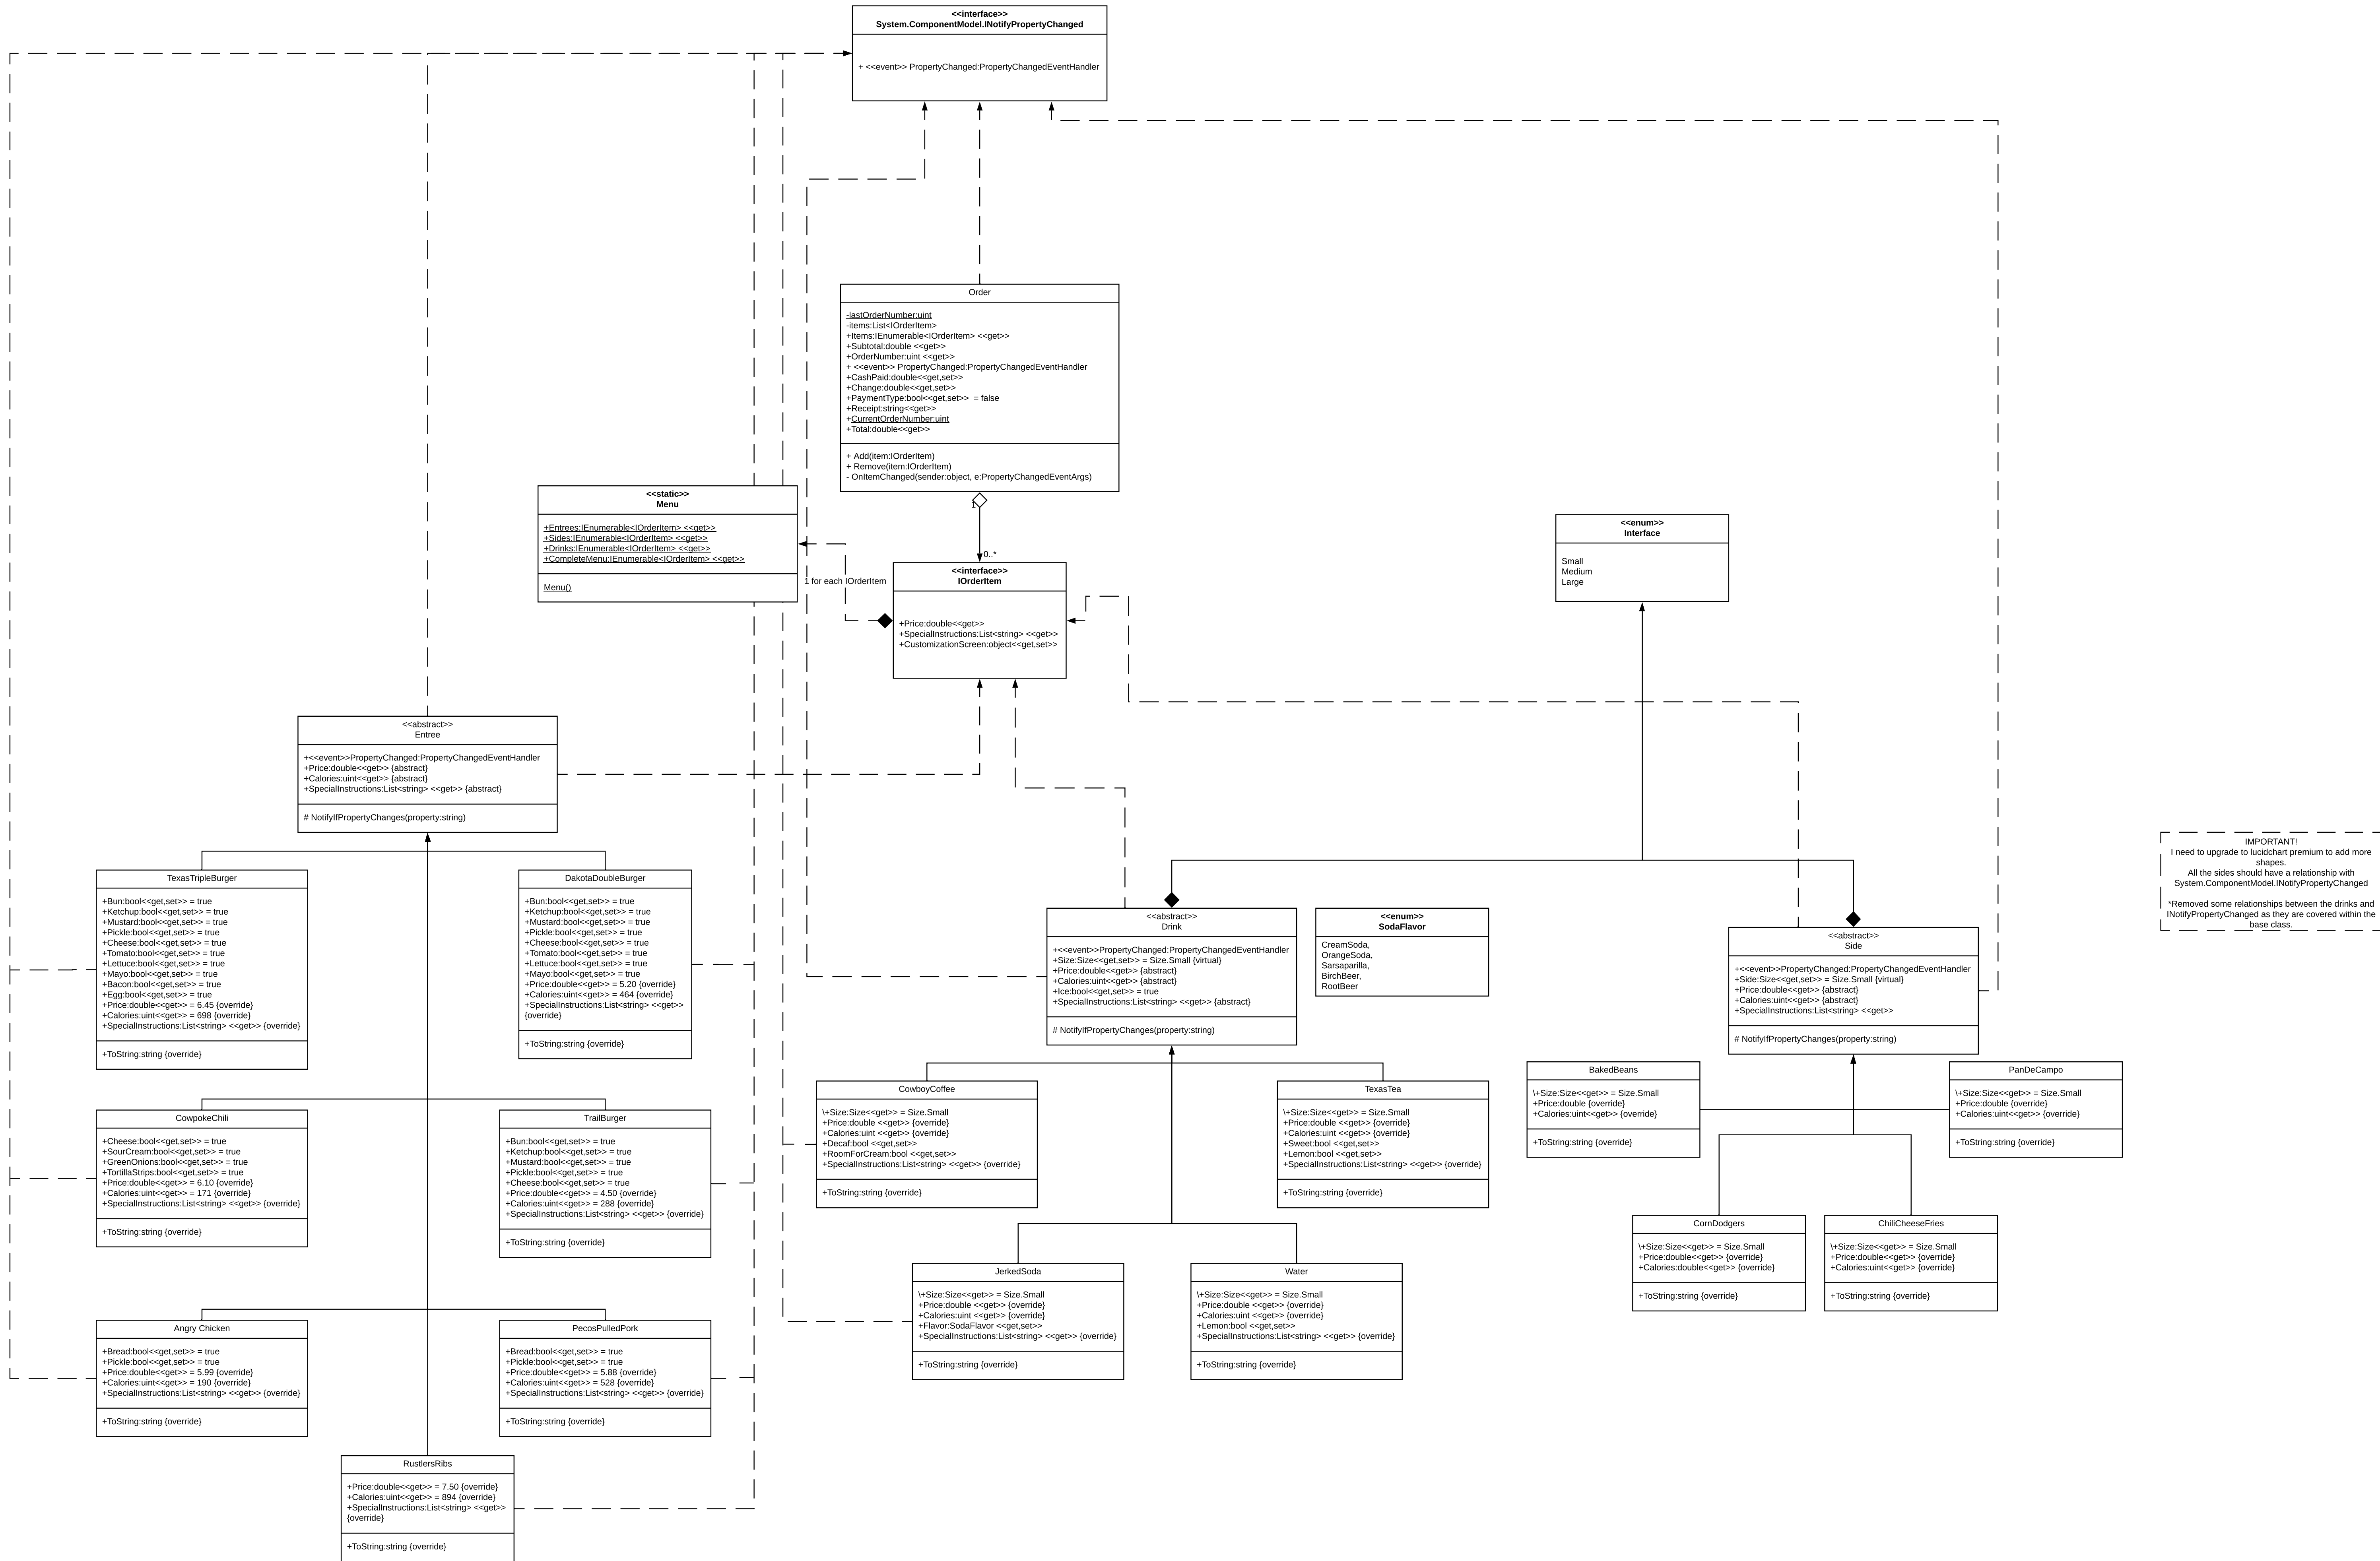 <<interface>>
System.ComponentModel.INotifyPropertyChanged
+ <<event>> PropertyChanged:PropertyChangedEventHandler
Order
-lastOrderNumber:uint
-items:List<IOrderItem>
+Items:IEnumerable<IOrderItem> <<get>>
+Subtotal:double <<get>>
+OrderNumber:uint <<get>>
+ <<event>> PropertyChanged:PropertyChangedEventHandler
+CashPaid:double<<get,set>>
+Change:double<<get,set>>
+PaymentType:bool<<get,set>>  = false
+Receipt:string<<get>>
+CurrentOrderNumber:uint
+Total:double<<get>>
+ Add(item:IOrderItem)
+ Remove(item:IOrderItem)
- OnItemChanged(sender:object, e:PropertyChangedEventArgs)
1
0..*
<<static>>
Menu
+Entrees:IEnumerable<IOrderItem> <<get>>
+Sides:IEnumerable<IOrderItem> <<get>>
+Drinks:IEnumerable<IOrderItem> <<get>>
+CompleteMenu:IEnumerable<IOrderItem> <<get>>
Menu()
1 for each IOrderItem
<<interface>>
IOrderItem
+Price:double<<get>>
+SpecialInstructions:List<string> <<get>>
+CustomizationScreen:object<<get,set>>
<<enum>>
Interface
Small
Medium
Large
<<abstract>>
Entree
+<<event>>PropertyChanged:PropertyChangedEventHandler
+Price:double<<get>> {abstract}
+Calories:uint<<get>> {abstract}
+SpecialInstructions:List<string> <<get>> {abstract}
# NotifyIfPropertyChanges(property:string)
TexasTripleBurger
+Bun:bool<<get,set>> = true
+Ketchup:bool<<get,set>> = true
+Mustard:bool<<get,set>> = true
+Pickle:bool<<get,set>> = true
+Cheese:bool<<get,set>> = true
+Tomato:bool<<get,set>> = true
+Lettuce:bool<<get,set>> = true
+Mayo:bool<<get,set>> = true
+Bacon:bool<<get,set>> = true
+Egg:bool<<get,set>> = true
+Price:double<<get>> = 6.45 {override}
+Calories:uint<<get>> = 698 {override}
+SpecialInstructions:List<string> <<get>> {override}
+ToString:string {override}
DakotaDoubleBurger
+Bun:bool<<get,set>> = true
+Ketchup:bool<<get,set>> = true
+Mustard:bool<<get,set>> = true
+Pickle:bool<<get,set>> = true
+Cheese:bool<<get,set>> = true
+Tomato:bool<<get,set>> = true
+Lettuce:bool<<get,set>> = true
+Mayo:bool<<get,set>> = true
+Price:double<<get>> = 5.20 {override}
+Calories:uint<<get>> = 464 {override}
+SpecialInstructions:List<string> <<get>>
{override}
+ToString:string {override}
CowpokeChili
+Cheese:bool<<get,set>> = true
+SourCream:bool<<get,set>> = true
+GreenOnions:bool<<get,set>> = true
+TortillaStrips:bool<<get,set>> = true
+Price:double<<get>> = 6.10 {override}
+Calories:uint<<get>> = 171 {override}
+SpecialInstructions:List<string> <<get>> {override}
+ToString:string {override}
TrailBurger
+Bun:bool<<get,set>> = true
+Ketchup:bool<<get,set>> = true
+Mustard:bool<<get,set>> = true
+Pickle:bool<<get,set>> = true
+Cheese:bool<<get,set>> = true
+Price:double<<get>> = 4.50 {override}
+Calories:uint<<get>> = 288 {override}
+SpecialInstructions:List<string> <<get>> {override}
+ToString:string {override}
Angry Chicken
+Bread:bool<<get,set>> = true
+Pickle:bool<<get,set>> = true
+Price:double<<get>> = 5.99 {override}
+Calories:uint<<get>> = 190 {override}
+SpecialInstructions:List<string> <<get>> {override}
+ToString:string {override}
PecosPulledPork
+Bread:bool<<get,set>> = true
+Pickle:bool<<get,set>> = true
+Price:double<<get>> = 5.88 {override}
+Calories:uint<<get>> = 528 {override}
+SpecialInstructions:List<string> <<get>> {override}
+ToString:string {override}
RustlersRibs
+Price:double<<get>> = 7.50 {override}
+Calories:uint<<get>> = 894 {override}
+SpecialInstructions:List<string> <<get>>
{override}
+ToString:string {override}
<<abstract>>
Drink
+<<event>>PropertyChanged:PropertyChangedEventHandler
+Size:Size<<get,set>> = Size.Small {virtual}
+Price:double<<get>> {abstract}
+Calories:uint<<get>> {abstract}
+Ice:bool<<get,set>> = true
+SpecialInstructions:List<string> <<get>> {abstract}
# NotifyIfPropertyChanges(property:string)
<<enum>>
SodaFlavor
CreamSoda,
OrangeSoda,
Sarsaparilla,
BirchBeer,
RootBeer
CowboyCoffee
\+Size:Size<<get>> = Size.Small
+Price:double <<get>> {override}
+Calories:uint <<get>> {override}
+Decaf:bool <<get,set>>
+RoomForCream:bool <<get,set>>
+SpecialInstructions:List<string> <<get>> {override}
+ToString:string {override}
TexasTea
\+Size:Size<<get>> = Size.Small
+Price:double <<get>> {override}
+Calories:uint <<get>> {override}
+Sweet:bool <<get,set>>
+Lemon:bool <<get,set>>
+SpecialInstructions:List<string> <<get>> {override}
+ToString:string {override}
JerkedSoda
\+Size:Size<<get>> = Size.Small
+Price:double <<get>> {override}
+Calories:uint <<get>> {override}
+Flavor:SodaFlavor <<get,set>>
+SpecialInstructions:List<string> <<get>> {override}
+ToString:string {override}
Water
\+Size:Size<<get>> = Size.Small
+Price:double <<get>> {override}
+Calories:uint <<get>> {override}
+Lemon:bool <<get,set>>
+SpecialInstructions:List<string> <<get>> {override}
+ToString:string {override}
<<abstract>>
Side
+<<event>>PropertyChanged:PropertyChangedEventHandler
+Side:Size<<get,set>> = Size.Small {virtual}
+Price:double<<get>> {abstract}
+Calories:uint<<get>> {abstract}
+SpecialInstructions:List<string> <<get>>
# NotifyIfPropertyChanges(property:string)
BakedBeans
\+Size:Size<<get>> = Size.Small
+Price:double {override}
+Calories:uint<<get>> {override}
+ToString:string {override}
PanDeCampo
\+Size:Size<<get>> = Size.Small
+Price:double {override}
+Calories:uint<<get>> {override}
+ToString:string {override}
CornDodgers
\+Size:Size<<get>> = Size.Small
+Price:double<<get>> {override}
+Calories:double<<get>> {override}
+ToString:string {override}
ChiliCheeseFries
\+Size:Size<<get>> = Size.Small
+Price:double<<get>> {override}
+Calories:uint<<get>> {override}
+ToString:string {override}
IMPORTANT!
I need to upgrade to lucidchart premium to add more
shapes.
All the sides should have a relationship with
System.ComponentModel.INotifyPropertyChanged
*Removed some relationships between the drinks and
INotifyPropertyChanged as they are covered within the
base class.